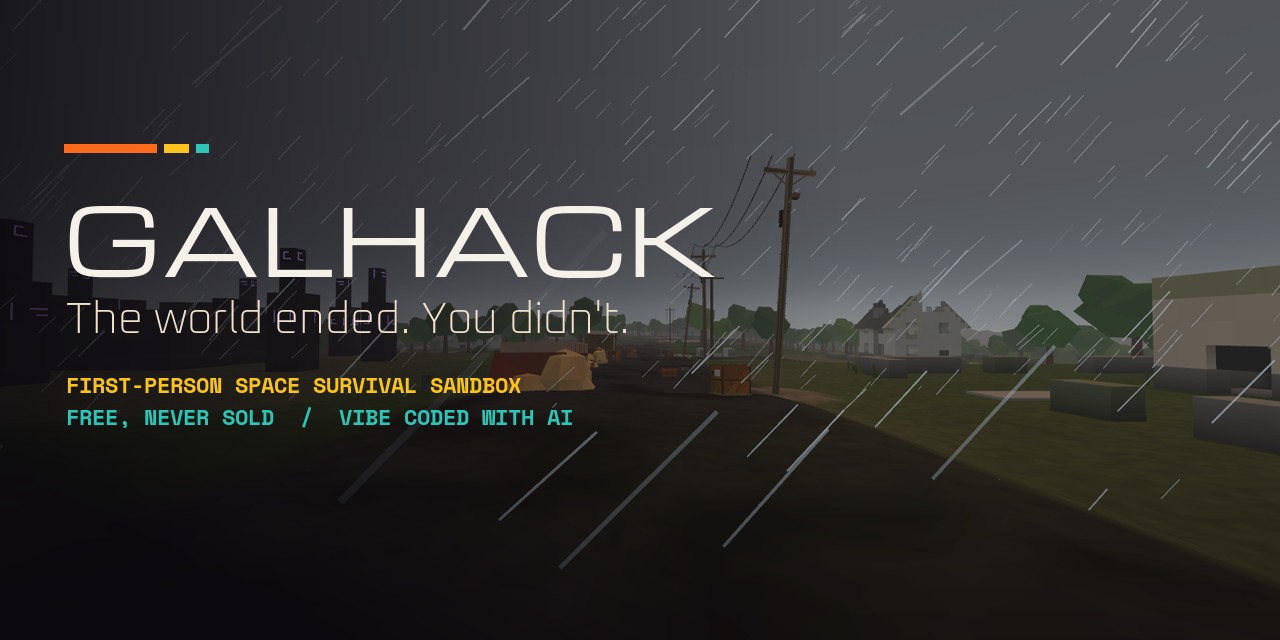 GALHACK
The world ended. You didn't.
FIRST-PERSON SPACE SURVIVAL SANDBOX
FREE, NEVER SOLD / VIBE CODED WITH AI